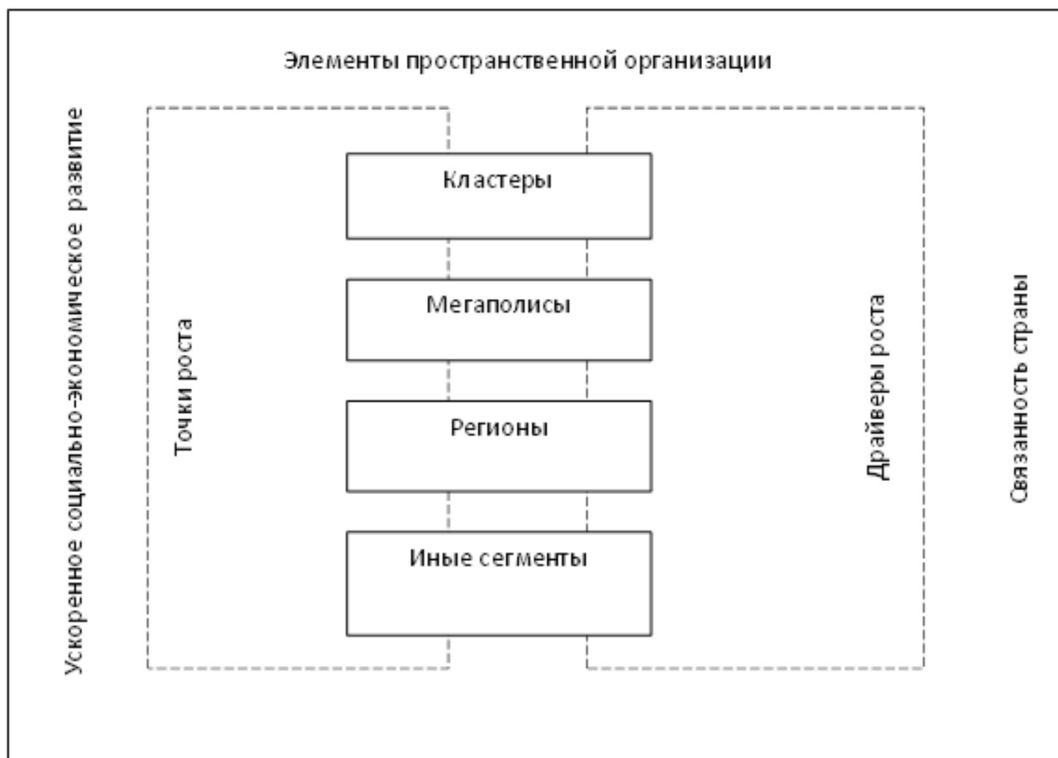 Элементы пространственной организации
Ускоренное социально-экономическое развитие
Точки роста
Кластеры
Мегаполисы
Регионы
Иные сегменты
Драйверы роста
Связанность страны